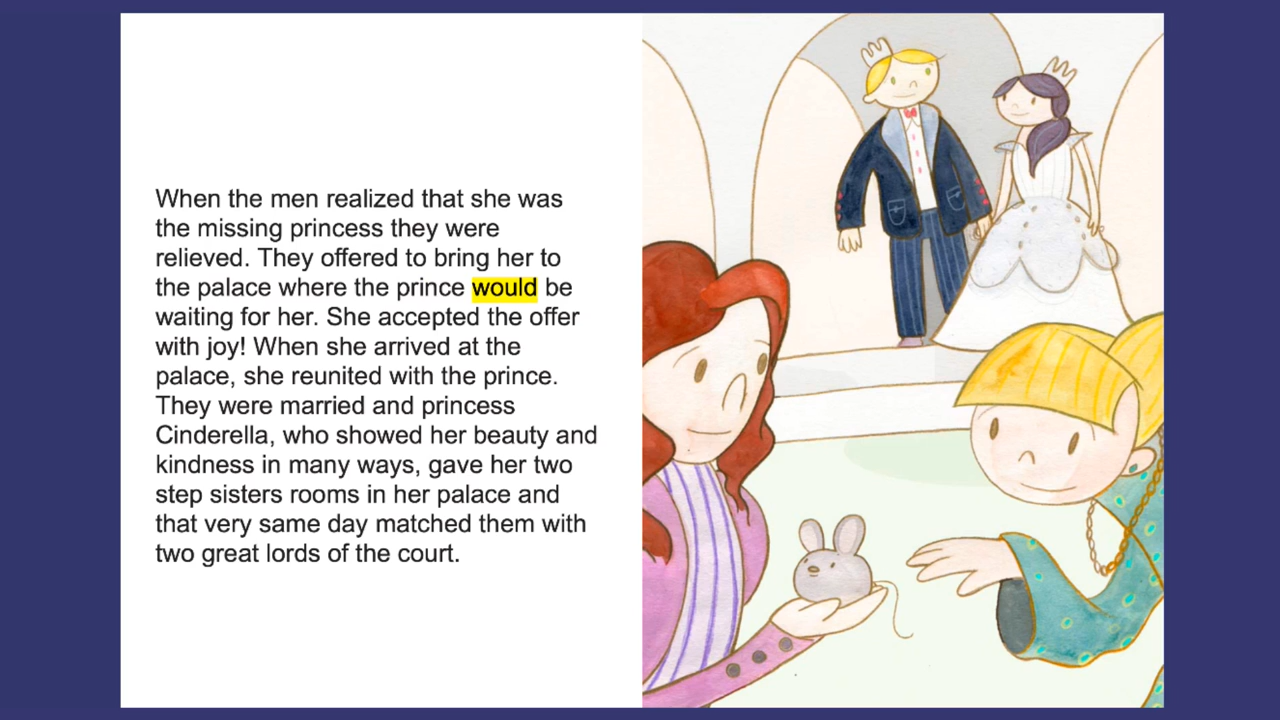 When the men realized that she was
the missing princess they were
relieved. They offered to bring her to
the palace where the prince would be
waiting for her. She accepted the offer
with joy! When she arrived at the
palace, she reunited with the prince.
They were married and princess
Cinderella, who showed her beauty and
kindness in many ways, gave her two
step sisters rooms in her palace and
that very same day matched them with
two great lords of the court.